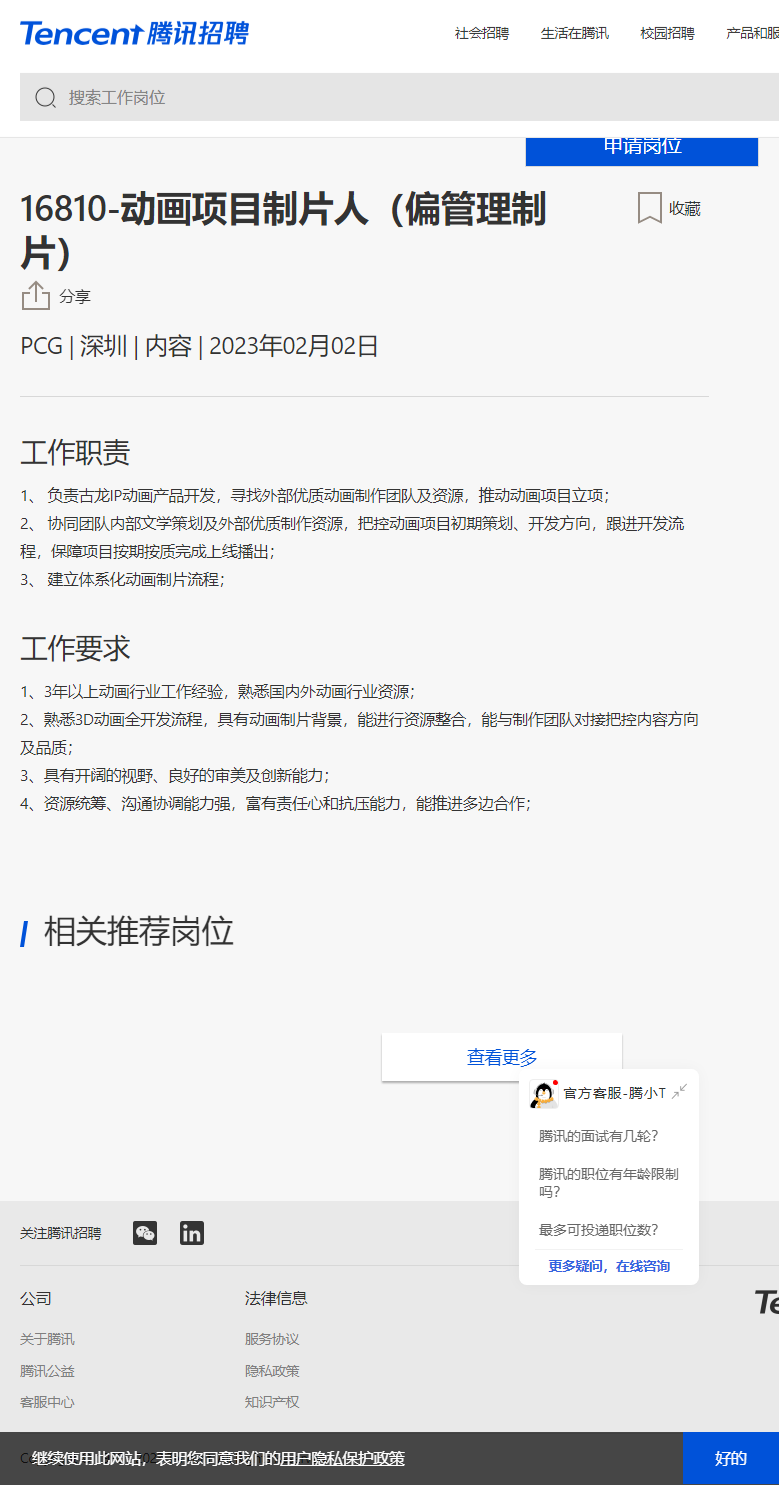 Tencent 腾讯招聘
社会招聘 生活在腾讯 校园招聘 产品和服
搜索工作岗位
申请岗位
16810-动画项目制片人（偏管理制
片）
收藏
分享
PCG | 深圳 | 内容 | 2023年02月02日
工作职责
1、 负责古龙IP动画产品开发，寻找外部优质动画制作团队及资源，推动动画项目立项；
2、 协同团队内部文学策划及外部优质制作资源，把控动画项目初期策划、开发方向，跟进开发流
程，保障项目按期按质完成上线播出；
3、 建立体系化动画制片流程；
工作要求
1、3年以上动画行业工作经验，熟悉国内外动画行业资源；
2、熟悉3D动画全开发流程，具有动画制片背景，能进行资源整合，能与制作团队对接把控内容方向
及品质；
3、具有开阔的视野、良好的审美及创新能力；
4、资源统筹、沟通协调能力强，富有责任心和抗压能力，能推进多边合作；
相关推荐岗位
查看更多
官方客服-腾小T
腾讯的面试有几轮?
腾讯的职位有年龄限制
吗?
最多可投递职位数?
更多疑问，在线咨询
关注腾讯招聘
in
公司 法律信息
Te
关于腾讯 服务协议
腾讯公益 隐私政策
客服中心 知识产权
继续使用此网站，表明您同意我们的用户隐私保护政策
好的